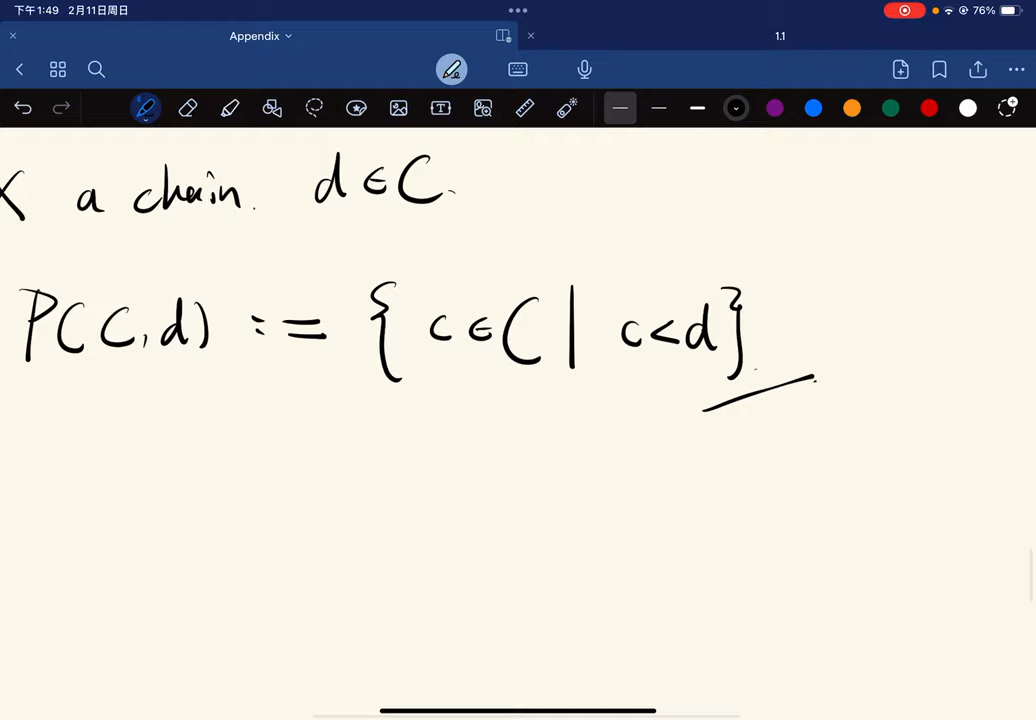 下午1:49 2月11日周日
76%
Appendix
1.1
X a chain. d ∈ C.
P(C, d) := { c ∈ C | c < d }